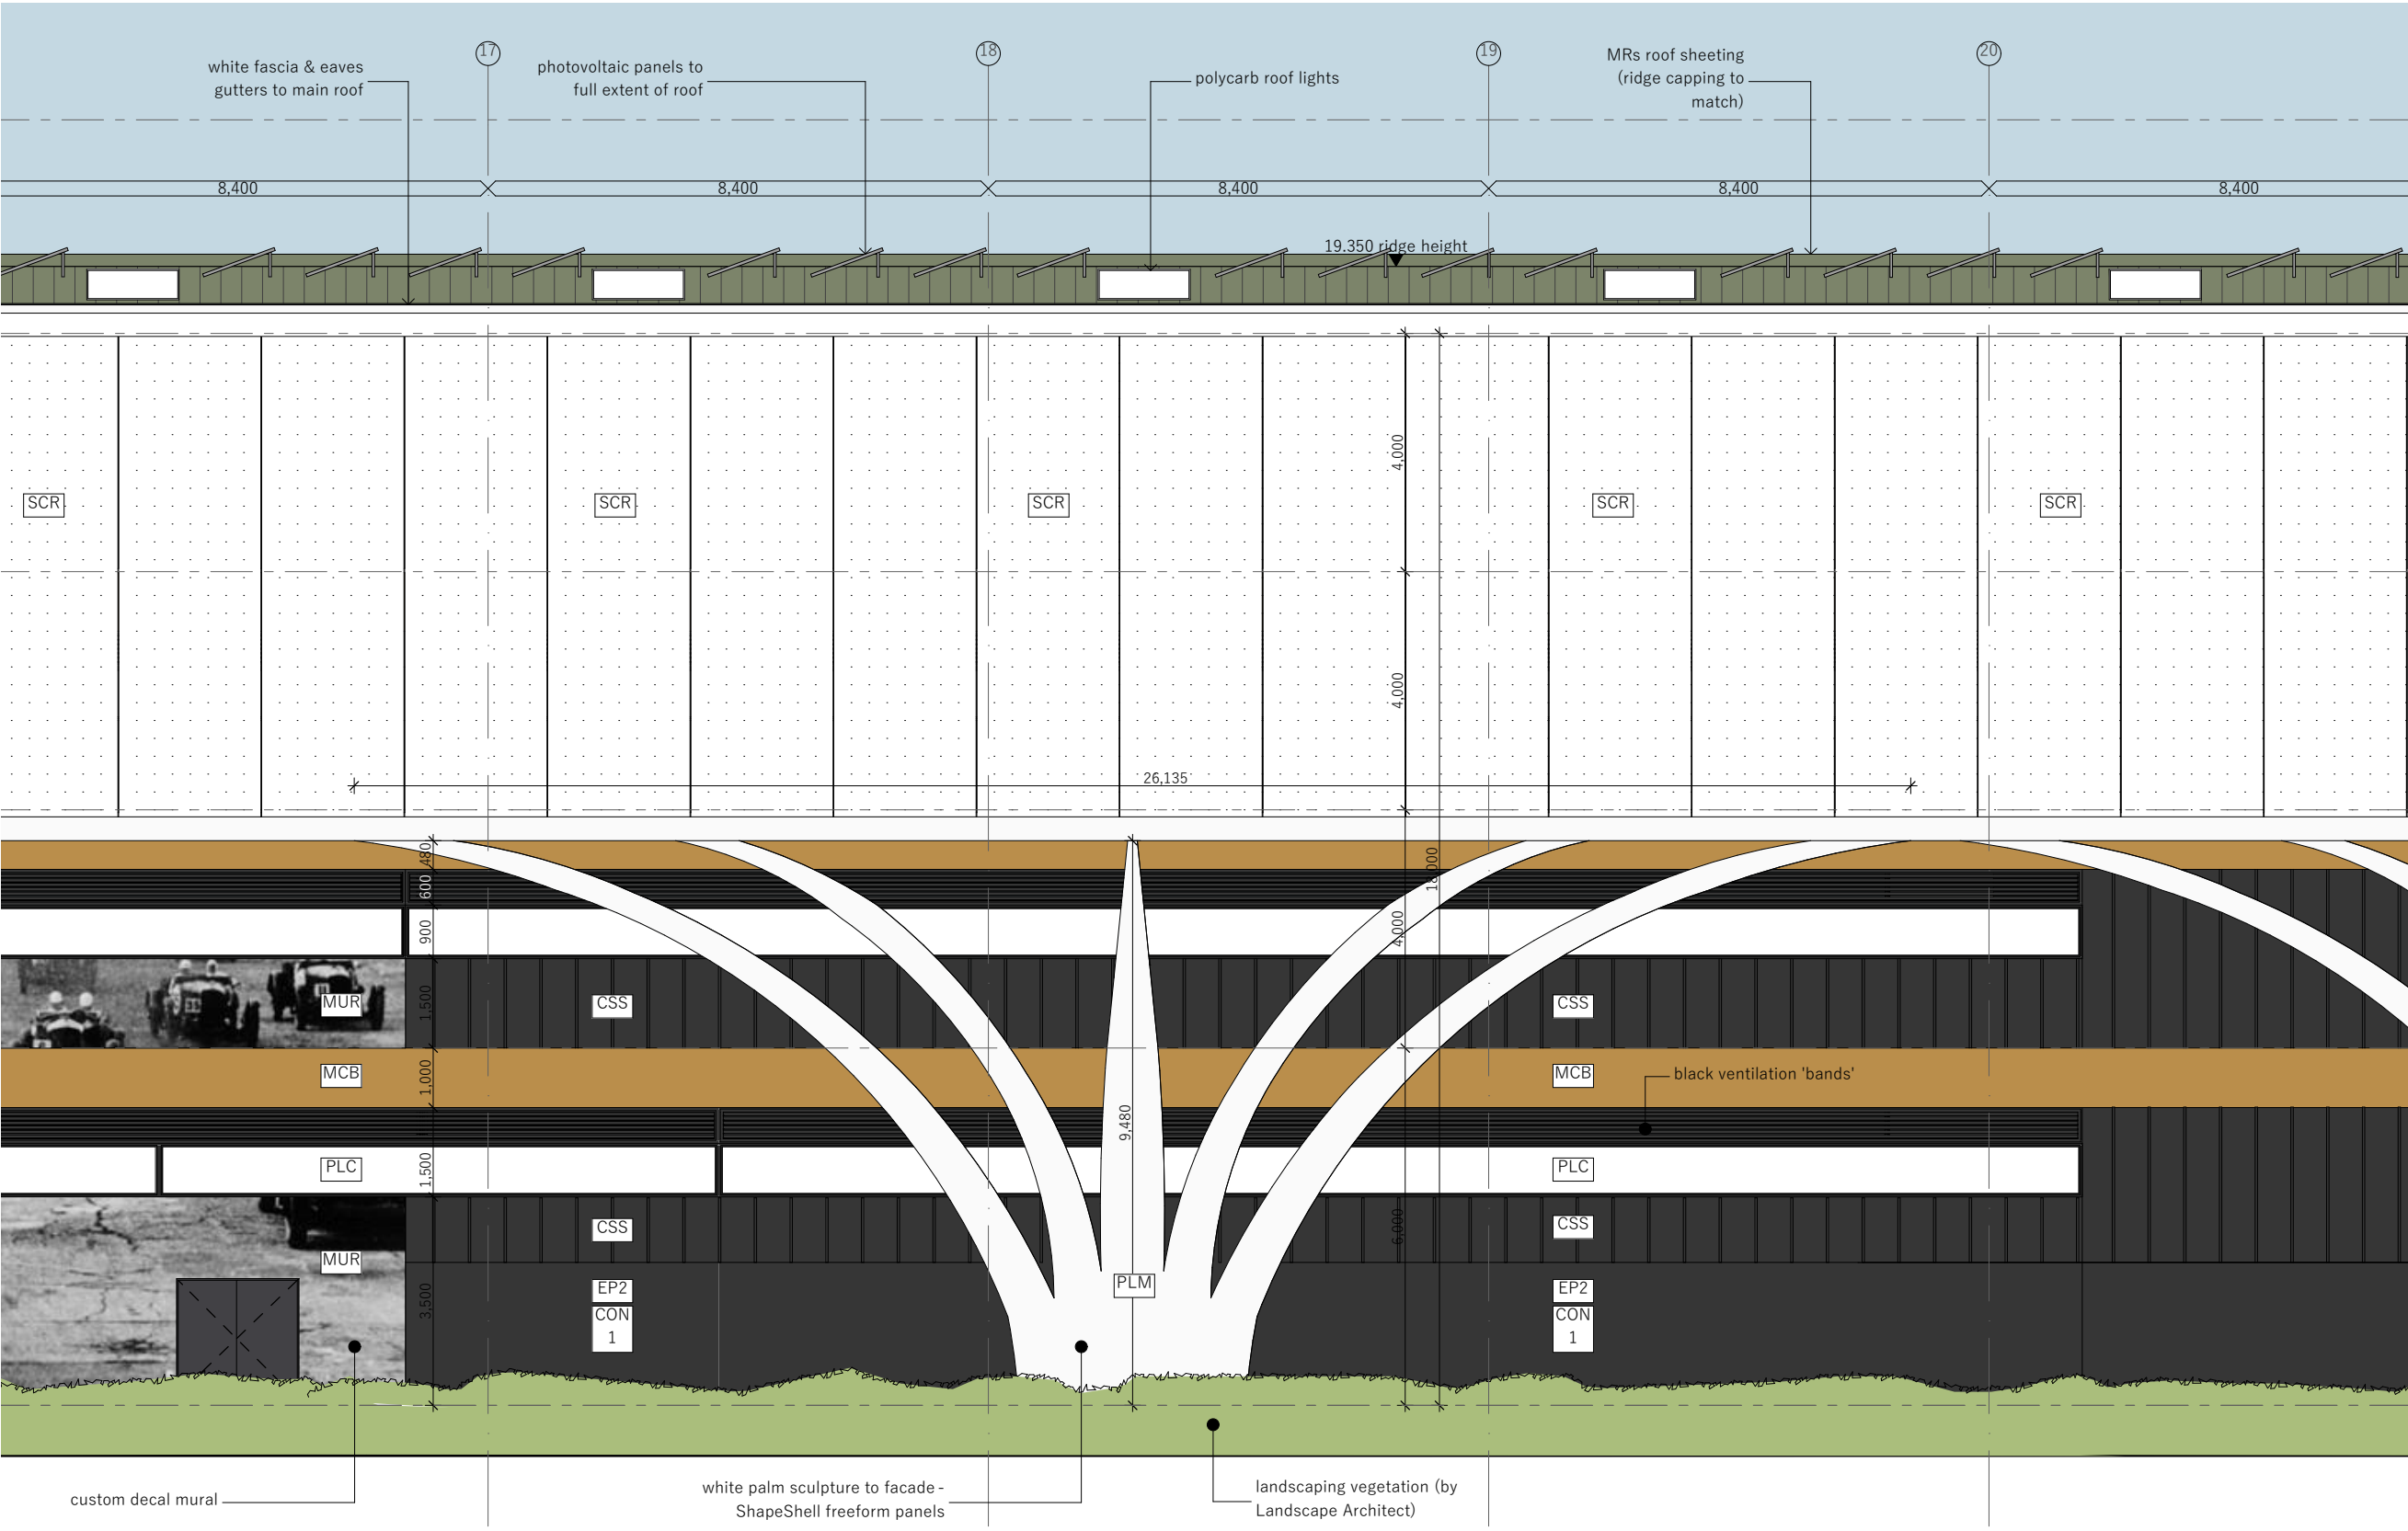 17
18
19
20
white fascia & eaves
gutters to main roof
photovoltaic panels to
full extent of roof
polycarb roof lights
MRs roof sheeting
(ridge capping to
match)
8,400
8,400
8,400
8,400
8,400
19.350 ridge height
4,000
SCR
SCR
SCR
SCR
SCR
4,000
26,135
480
600
900
18,000
4,000
MUR
1,500
CSS
CSS
MCB
1,000
MCB
black ventilation 'bands'
9,480
PLC
1,500
PLC
CSS
6,000
CSS
MUR
3,500
EP2
PLM
EP2
CON
1
CON
1
custom decal mural
white palm sculpture to facade -
ShapeShell freeform panels
landscaping vegetation (by
Landscape Architect)